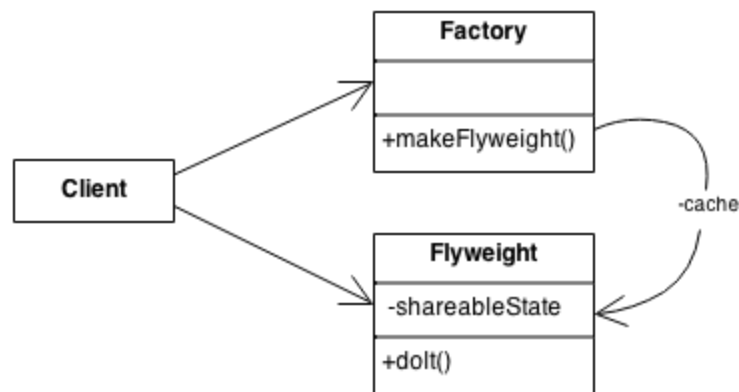 Factory
+makeFlyweight()
Client
-cache
Flyweight
-shareableState
+doIt()